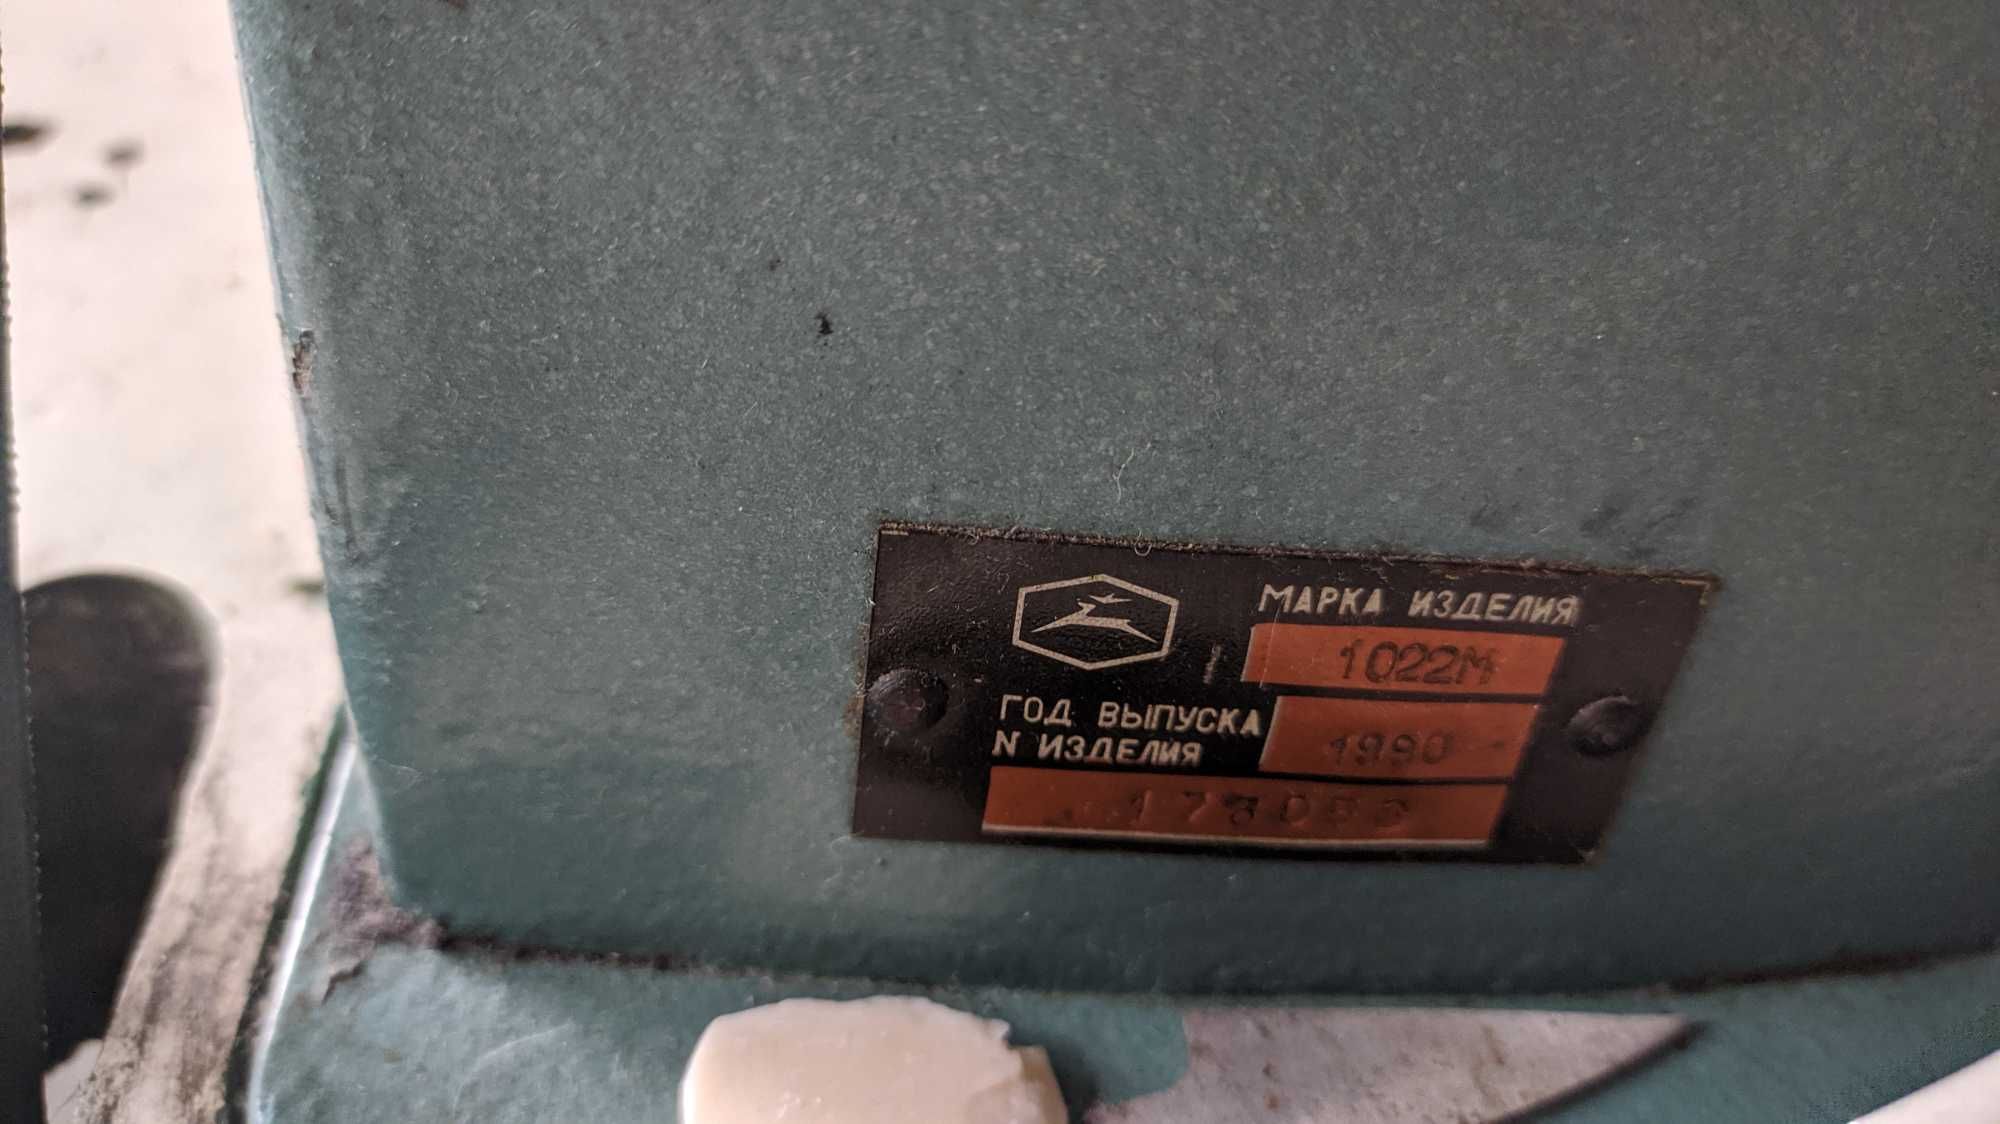 МАРКА ИЗДЕЛИЯ
1022М
ГОД ВЫПУСКА
1990
N ИЗДЕЛИЯ